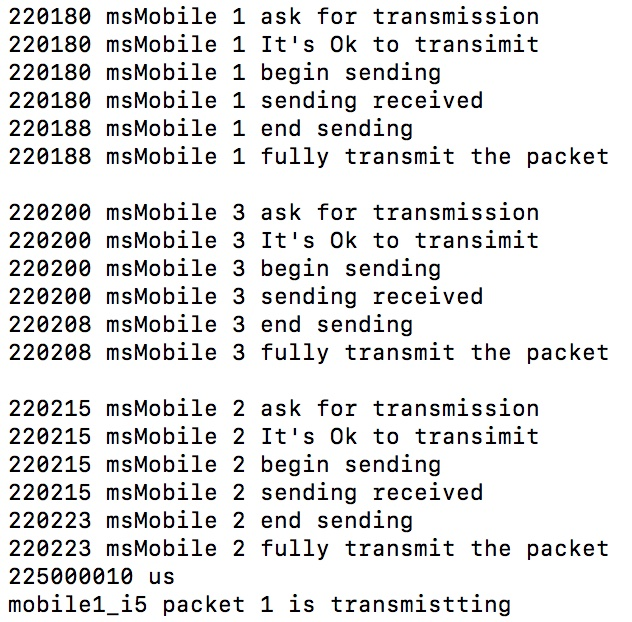 220180 msMobile 1 ask for transmission
220180 msMobile 1 It's Ok to transimit
220180 msMobile 1 begin sending
220180 msMobile 1 sending received
220188 msMobile 1 end sending
220188 msMobile 1 fully transmit the packet
220200 msMobile 3 ask for transmission
220200 msMobile 3 It's Ok to transimit
220200 msMobile 3 begin sending
220200 msMobile 3 sending received
220208 msMobile 3 end sending
220208 msMobile 3 fully transmit the packet
220215 msMobile 2 ask for transmission
220215 msMobile 2 It's Ok to transimit
220215 msMobile 2 begin sending
220215 msMobile 2 sending received
220223 msMobile 2 end sending
220223 msMobile 2 fully transmit the packet
225000010 us
mobile1_i5 packet 1 is transmistting